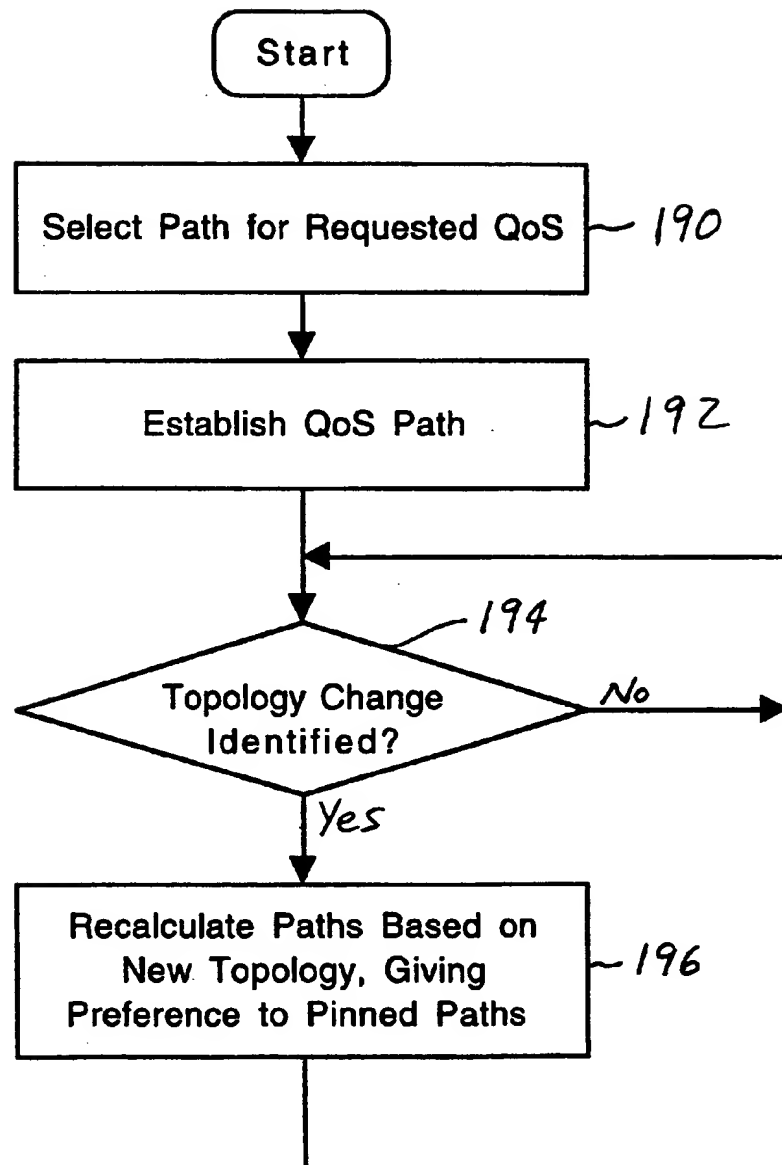 Start
Select Path for Requested QoS
190
Establish QoS Path
192
194
Topology Change
Identified?
No
Yes
Recalculate Paths Based on
New Topology, Giving
Preference to Pinned Paths
196